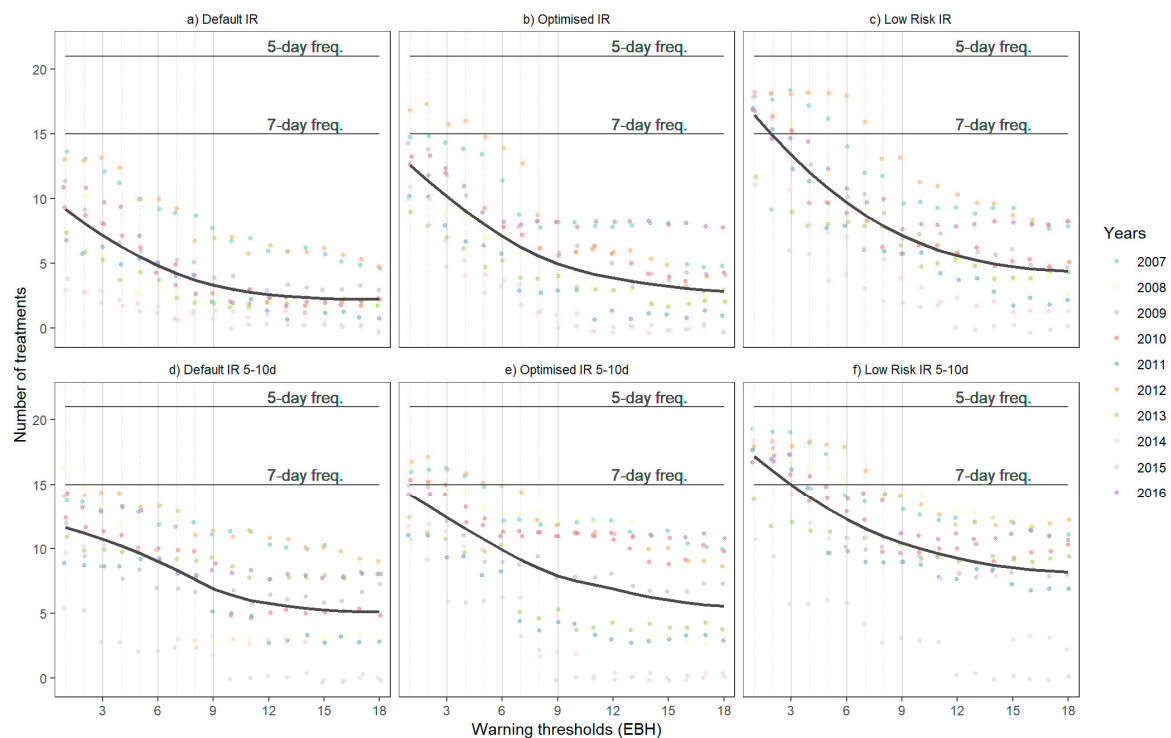 a) Default IR
b) Optimised IR
c) Low Risk IR
5-day freq.
5-day freq.
5-day freq.
7-day freq.
7-day freq.
7-day freq.
20
15
10
5
0
d) Default IR 5-10d
e) Optimised IR 5-10d
f) Low Risk IR 5-10d
5-day freq.
5-day freq.
5-day freq.
7-day freq.
7-day freq.
7-day freq.
20
15
10
5
0
Number of treatments
3 6 9 12 15 18
3 6 9 12 15 18
3 6 9 12 15 18
Warning thresholds (EBH)
Years
2007
2008
2009
2010
2011
2012
2013
2014
2015
2016